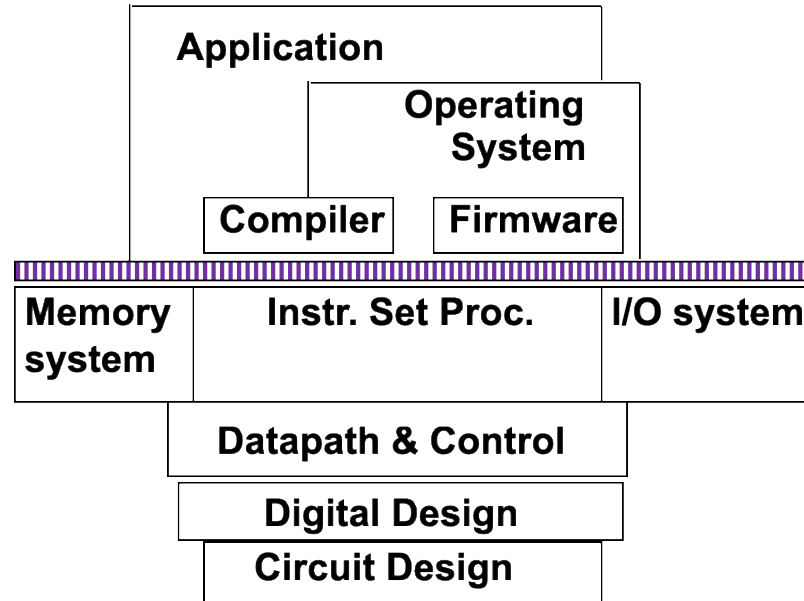 Application
Operating
System
Compiler
Firmware
Memory
system
Instr. Set Proc.
I/O system
Datapath & Control
Digital Design
Circuit Design